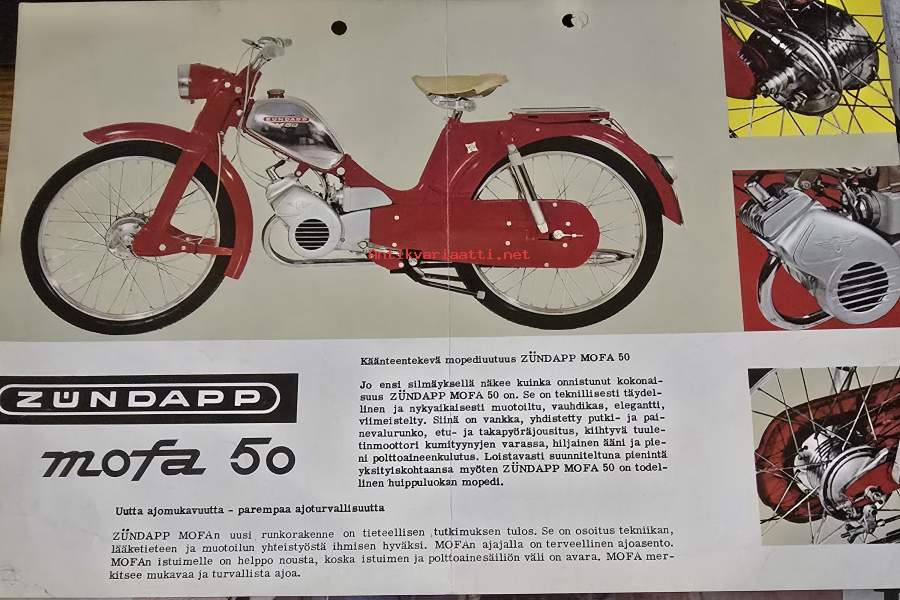 ZÜNDAPP
M 50
antikvariaatti.net
Käänteentekevä mopediuutuus ZÜNDAPP MOFA 50
Jo ensi silmäyksellä näkee kuinka onnistunut kokonai-
suus ZÜNDAPP MOFA 50 on. Se on teknillisesti täydel-
linen ja nykyaikaisesti muotoiltu, vauhdikas, elegantti,
viimeistelty. Siinä on vankka, yhdistetty putki- ja pai-
nevalurunko, etu- ja takapyöräjousitus, kiihtyvä tuule-
tinmoottori kumityynyjen varassa, hiljainen ääni ja pie-
ni polttoaineenkulutus. Loistavasti suunniteltuna pienintä
yksityiskohtaansa myöten ZÜNDAPP MOFA 50 on todel-
linen huippuluokan mopedi.
ZÜNDAPP
mofa 50
Uutta ajomukavuutta - parempaa ajoturvallisuutta
ZÜNDAPP MOFAn uusi runkorakenne on tieteellisen tutkimuksen tulos. Se on osoitus tekniikan,
lääketieteen ja muotoilun yhteistyöstä ihmisen hyväksi. MOFAn ajajalla on terveellinen ajoasento.
MOFAn istuimelle on helppo nousta, koska istuimen ja polttoainesäiliön väli on avara. MOFA mer-
kitsee mukavaa ja turvallista ajoa.